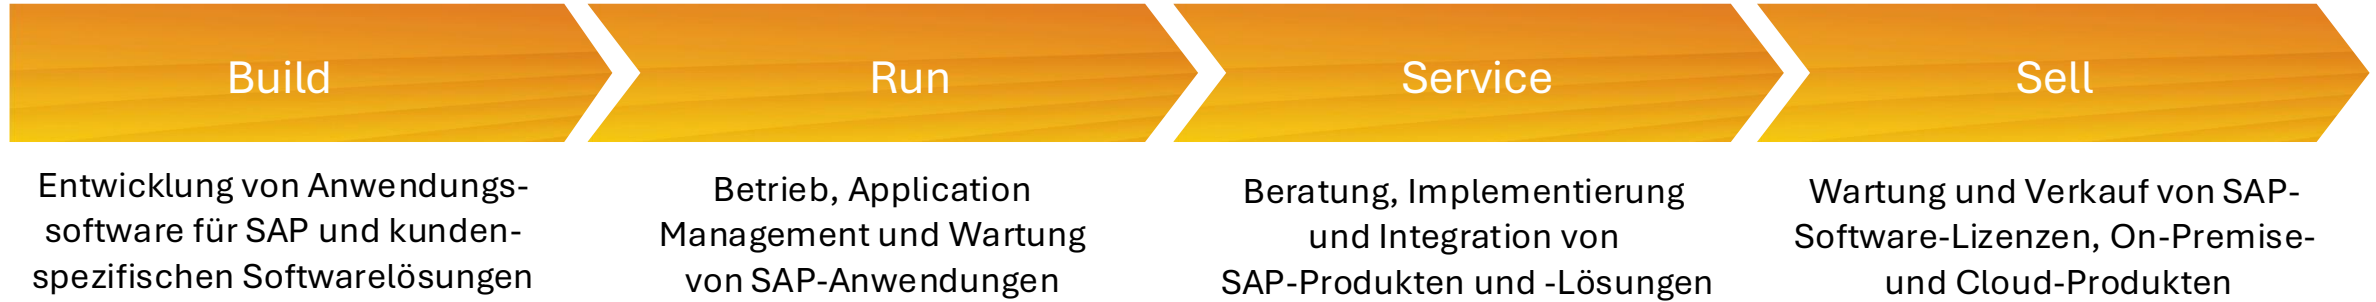 Build
Entwicklung von Anwendungs-
software für SAP und kunden-
spezifischen Softwarelösungen
Run
Betrieb, Application
Management und Wartung
von SAP-Anwendungen
Service
Beratung, Implementierung
und Integration von
SAP-Produkten und -Lösungen
Sell
Wartung und Verkauf von SAP-
Software-Lizenzen, On-Premise-
und Cloud-Produkten